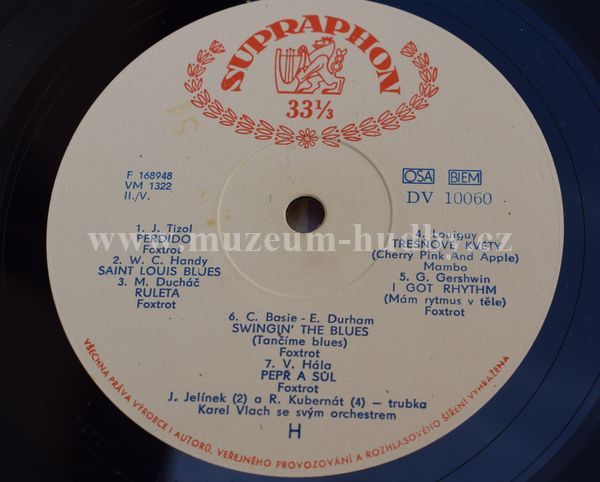 SUPRAPHON
33⅓
F 168948
VM 1322
II./V.
OSA BIEM
DV 10060
1. J. Tizol
PERDIDO
Foxtrot
2. W. C. Handy
SAINT LOUIS BLUES
3. M. Ducháč
RULETA
Foxtrot
4. Louiguy
TŘEŠŇOVÉ KVĚTY
(Cherry Pink And Apple)
Mambo
5. G. Gershwin
I GOT RHYTHM
(Mám rytmus v těle)
Foxtrot
6. C. Basie - E. Durham
SWINGIN' THE BLUES
(Tančíme blues)
Foxtrot
7. V. Hála
PEPŘ A SŮL
Foxtrot
J. Jelínek (2) a R. Kubernát (4) — trubka
Karel Vlach se svým orchestrem
H
VŠECHNA PRÁVA VÝROBCE I AUTORŮ, VEŘEJNÉHO PROVOZOVÁNÍ A ROZHLASOVÉHO ŠÍŘENÍ VYHRAŽENA
www.muzeum-hudby.cz